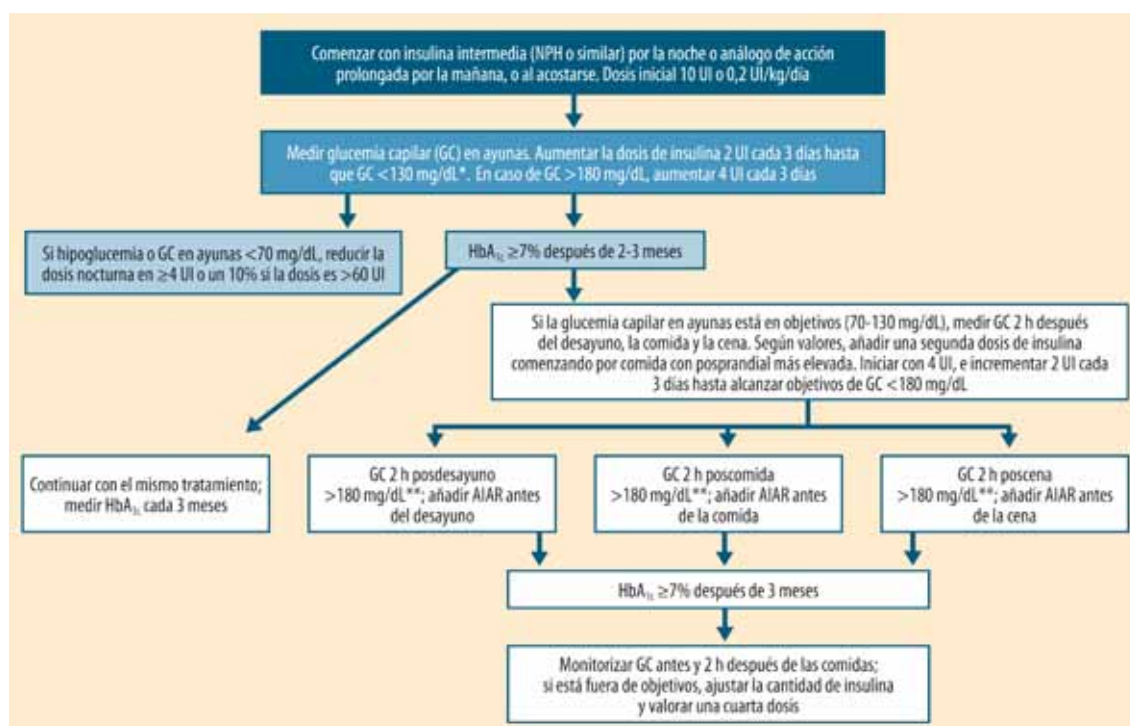 Comenzar con insulina intermedia (NPH o similar) por la noche o análogo de acción
prolongada por la mañana, o al acostarse. Dosis inicial 10 UI o 0,2 UI/kg/día
Medir glucemia capilar (GC) en ayunas. Aumentar la dosis de insulina 2 UI cada 3 días hasta
que GC <130 mg/dL*. En caso de GC >180 mg/dL, aumentar 4 UI cada 3 días
Si hipoglucemia o GC en ayunas <70 mg/dL, reducir la
dosis nocturna en ≥4 UI o un 10% si la dosis es >60 UI
HbA1c ≥7% después de 2-3 meses
Si la glucemia capilar en ayunas está en objetivos (70-130 mg/dL), medir GC 2 h después
del desayuno, la comida y la cena. Según valores, añadir una segunda dosis de insulina
comenzando por comida con posprandial más elevada. Iniciar con 4 UI, e incrementar 2 UI cada
3 días hasta alcanzar objetivos de GC <180 mg/dL
Continuar con el mismo tratamiento;
medir HbA1c cada 3 meses
GC 2 h posdesayuno
>180 mg/dL**; añadir AIAR antes
del desayuno
GC 2 h poscomida
>180 mg/dL**; añadir AIAR antes
de la comida
GC 2 h poscena
>180 mg/dL**; añadir AIAR antes
de la cena
HbA1c ≥7% después de 3 meses
Monitorizar GC antes y 2 h después de las comidas;
si está fuera de objetivos, ajustar la cantidad de insulina
y valorar una cuarta dosis